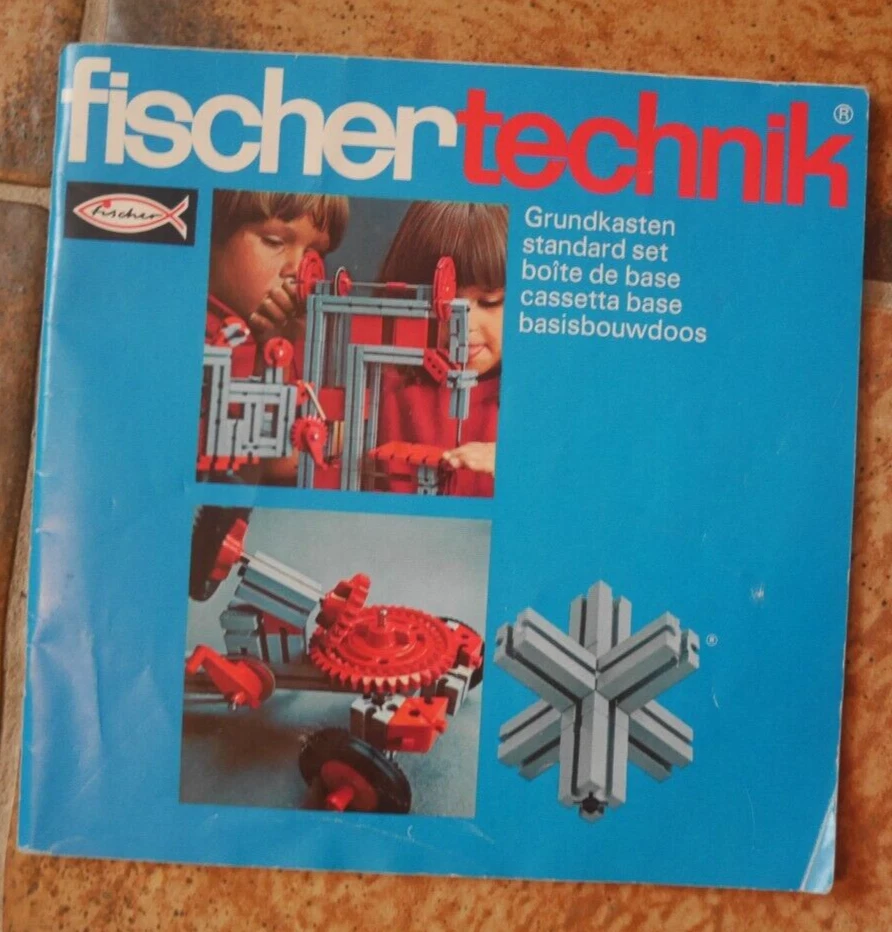 fischertechnik®
fischer
Grundkasten
standard set
boîte de base
cassetta base
basisbouwdoos
®